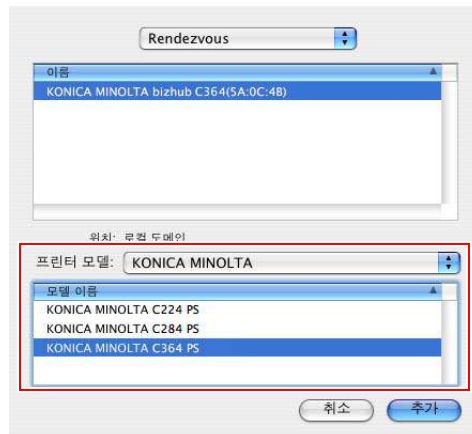 Rendezvous
이름
KONICA MINOLTA bizhub C364(5A:0C:4B)
위치: 로컬 도메인
프린터 모델: KONICA MINOLTA
모델 이름
KONICA MINOLTA C224 PS
KONICA MINOLTA C284 PS
KONICA MINOLTA C364 PS
취소 추가